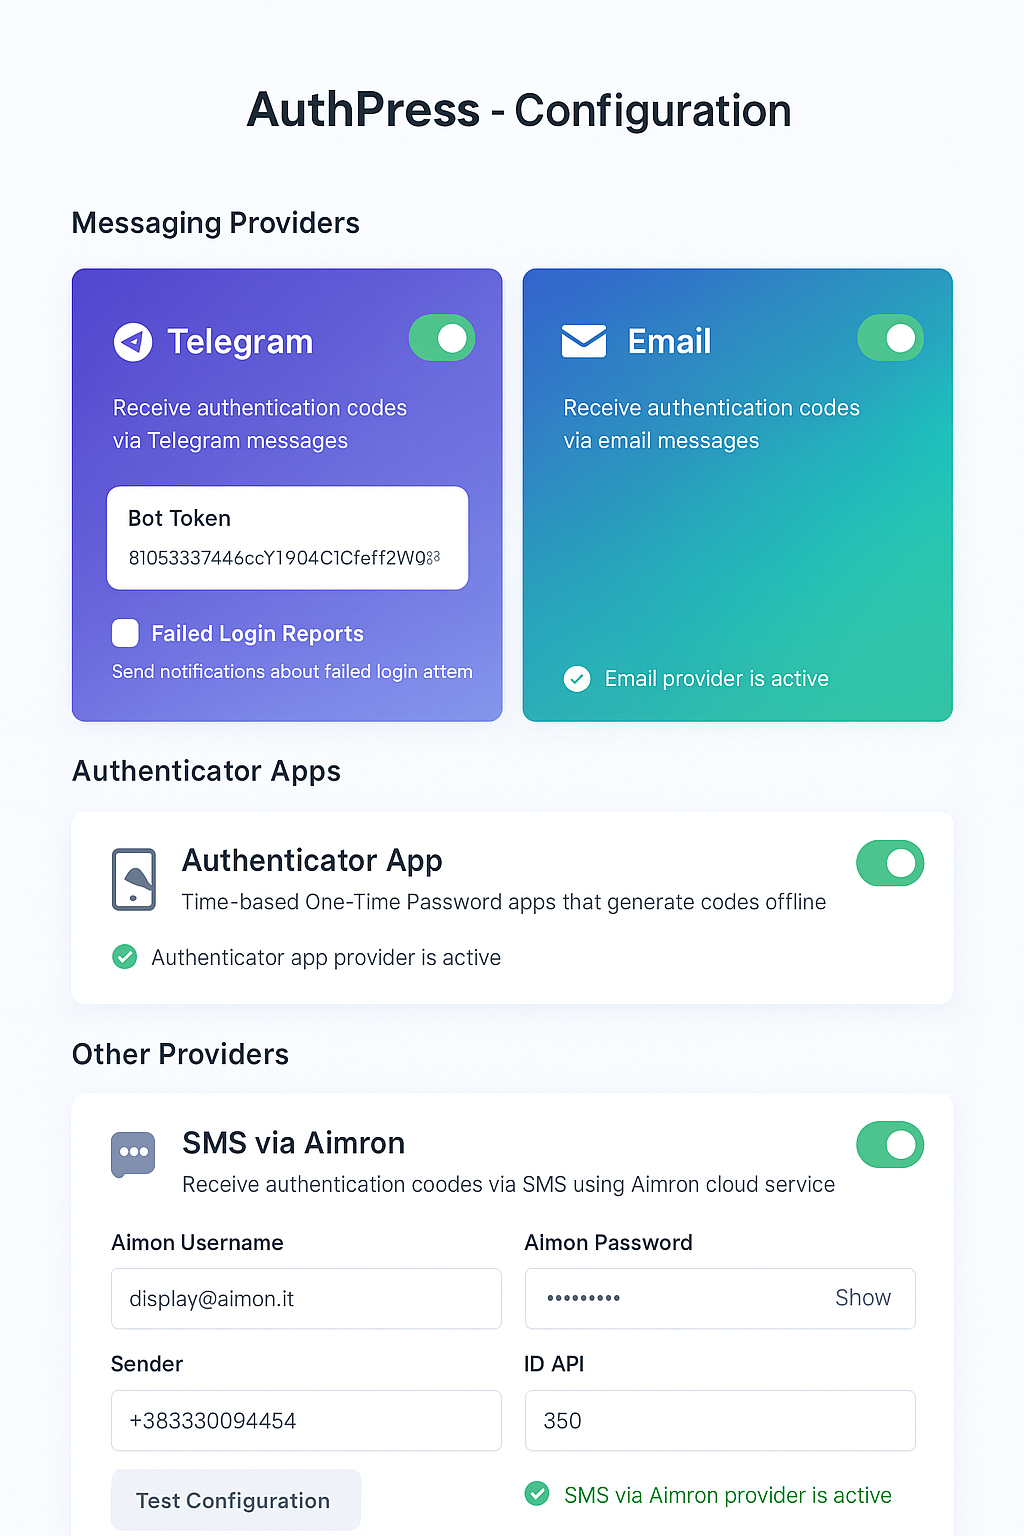 AuthPress - Configuration
Messaging Providers
Telegram
Receive authentication codes
via Telegram messages
Bot Token
Failed Login Reports
Send notifications about failed login attem
Email
Receive authentication codes
via email messages
Email provider is active
Authenticator Apps
Authenticator App
Time-based One-Time Password apps that generate codes offline
Authenticator app provider is active
Other Providers
SMS via Aimron
Receive authentication coodes via SMS using Aimron cloud service
Aimon Username
Aimon Password
display@aimon.it
••••••••• Show
Sender
ID API
+383330094454
350
Test Configuration
SMS via Aimron provider is active